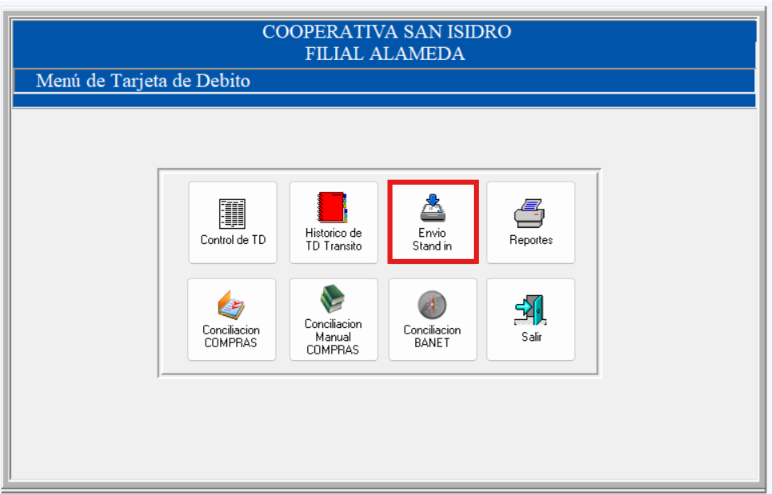 COOPERATIVA SAN ISIDRO
FILIAL ALAMEDA
Menú de Tarjeta de Debito
Control de TD
Historico de
TD Transito
Envio
Stand in
Reportes
Conciliacion
COMPRAS
Conciliacion
Manual
COMPRAS
Conciliacion
BANET
Salir